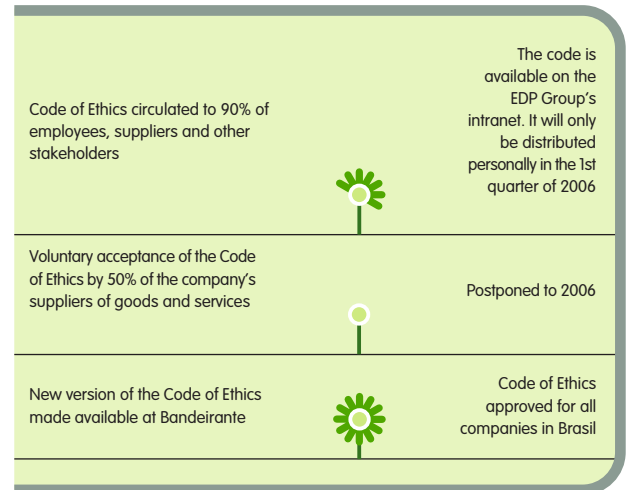 Code of Ethics circulated to 90% of
employees, suppliers and other
stakeholders
The code is
available on the
EDP Group's
intranet. It will only
be distributed
personally in the 1st
quarter of 2006
Voluntary acceptance of the Code
of Ethics by 50% of the company's
suppliers of goods and services
Postponed to 2006
New version of the Code of Ethics
made available at Bandeirante
Code of Ethics
approved for all
companies in Brasil